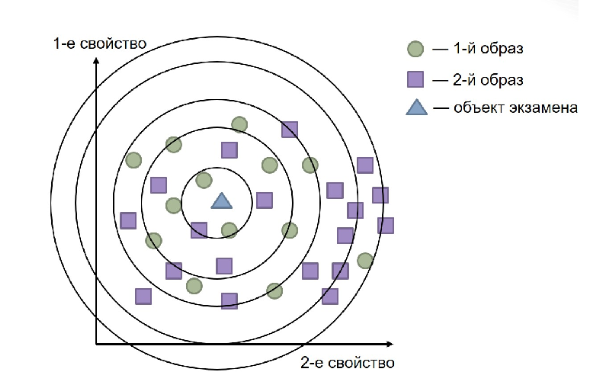 1-е свойство
— 1-й образ
— 2-й образ
— объект экзамена
2-е свойство